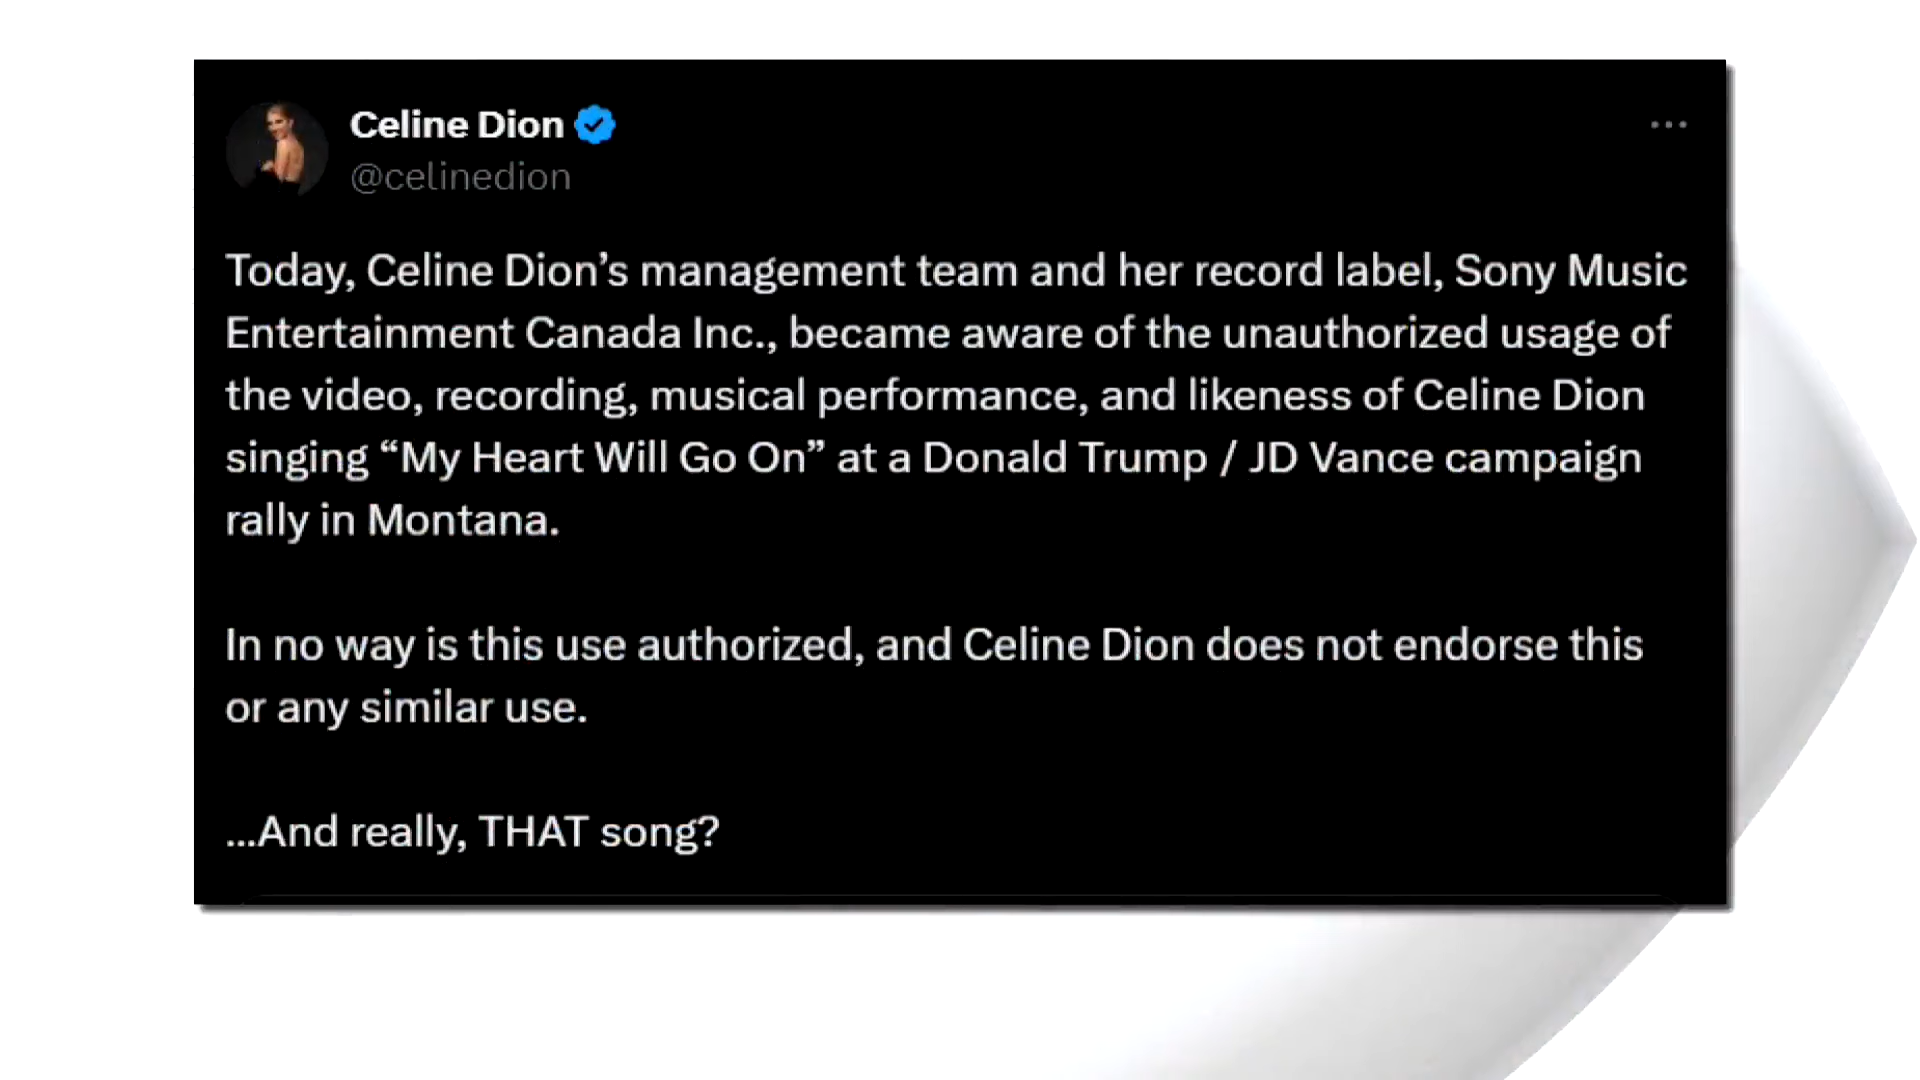 Celine Dion
@celinedion
Today, Celine Dion’s management team and her record label, Sony Music
Entertainment Canada Inc., became aware of the unauthorized usage of
the video, recording, musical performance, and likeness of Celine Dion
singing “My Heart Will Go On” at a Donald Trump / JD Vance campaign
rally in Montana.
In no way is this use authorized, and Celine Dion does not endorse this
or any similar use.
...And really, THAT song?